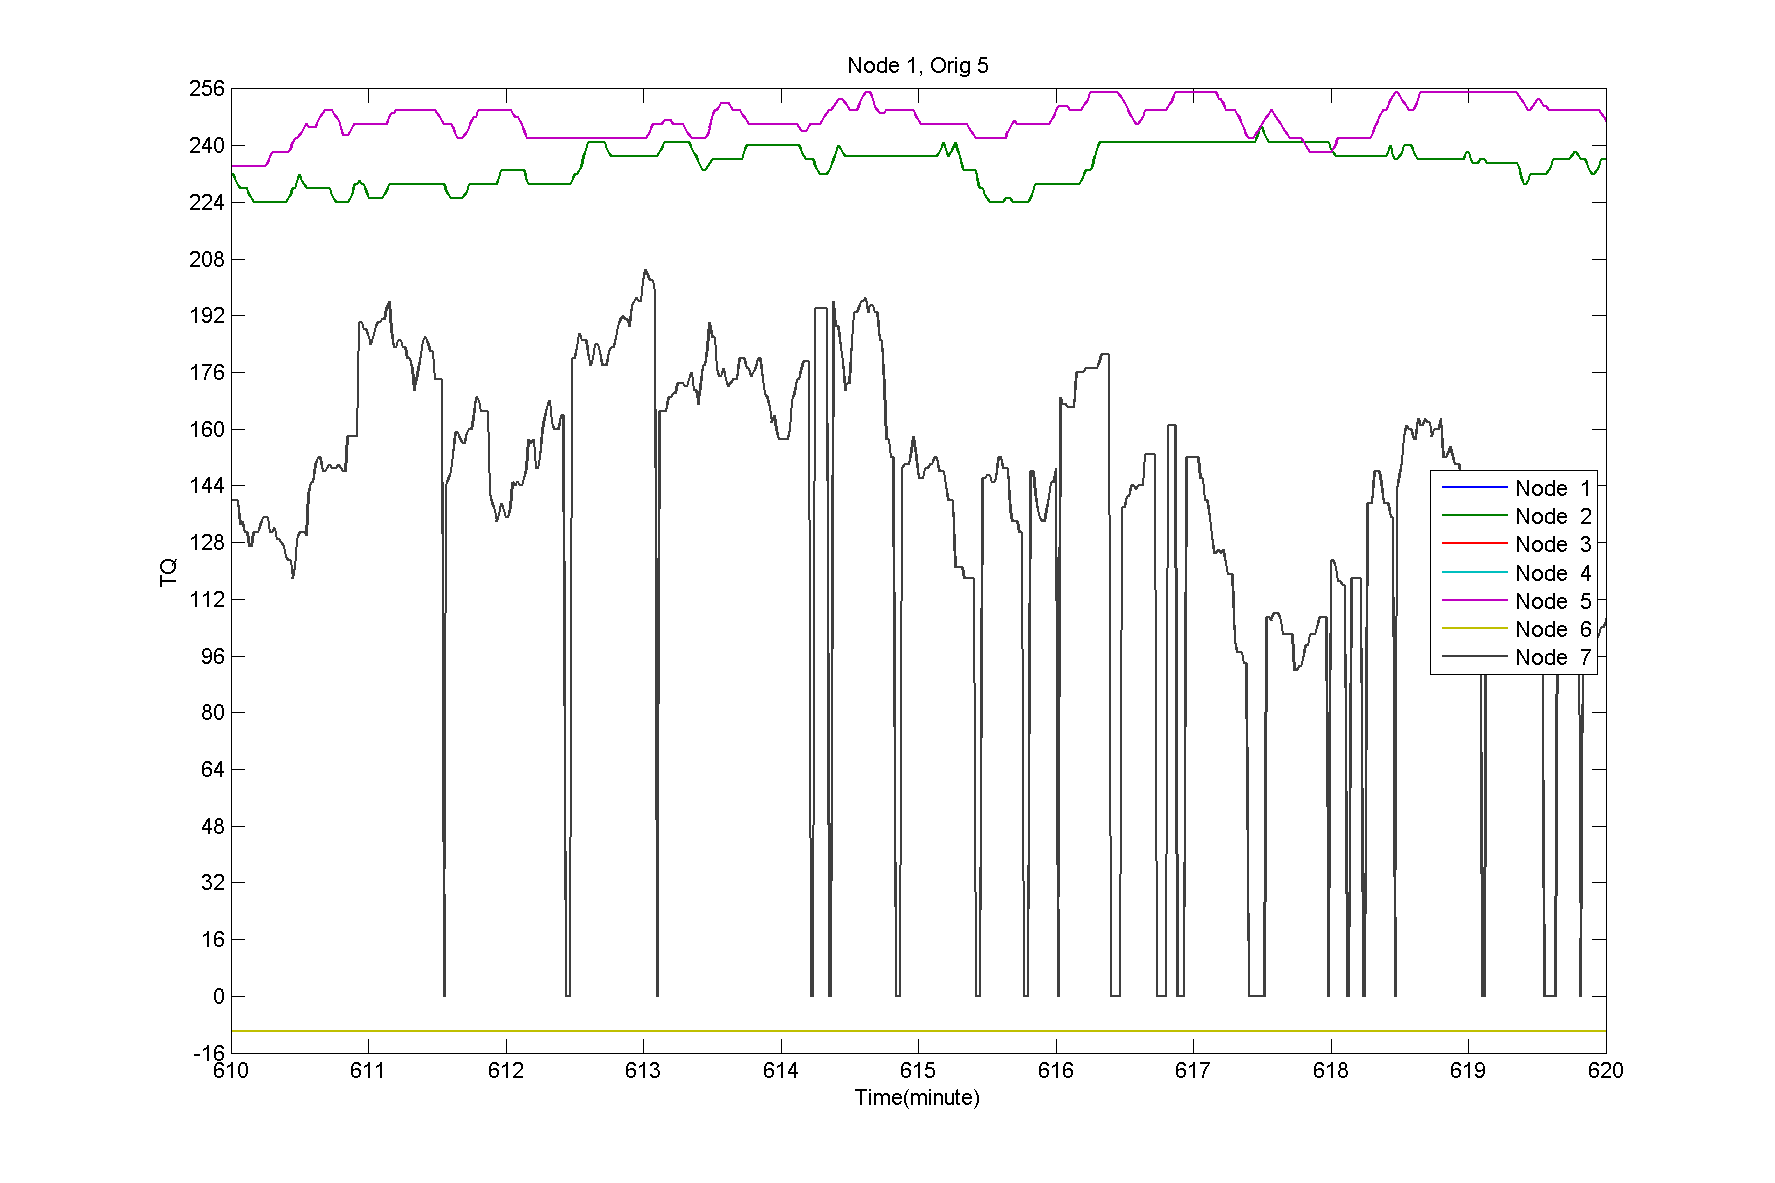 Node 1, Orig 5
256
240
224
208
192
176
160
144
128
112
96
80
64
48
32
16
0
-16
TQ
Node 1
Node 2
Node 3
Node 4
Node 5
Node 6
Node 7
610 611 612 613 614 615 616 617 618 619 620
Time(minute)